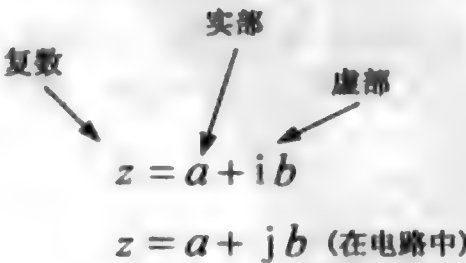 实部
复数
虚部
z = a + i b
z = a + j b (在电路中)